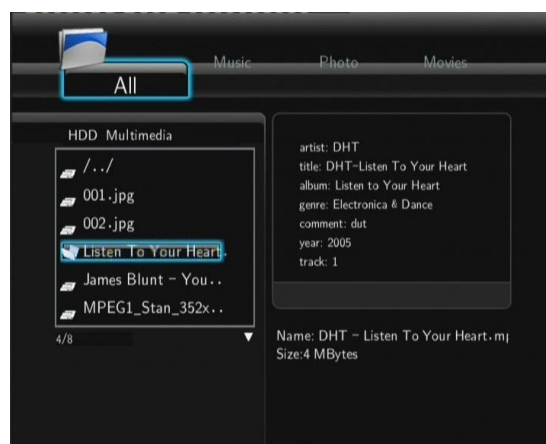 Music
Photo
Movies
All
HDD Multimedia
/../
001.jpg
002.jpg
Listen To Your Heart.
James Blunt - You..
MPEG1_Stan_352x..
4/8
artist: DHT
title: DHT-Listen To Your Heart
album: Listen to Your Heart
genre: Electronica & Dance
comment: dut
year: 2005
track: 1
Name: DHT - Listen To Your Heart.mp
Size:4 MBytes